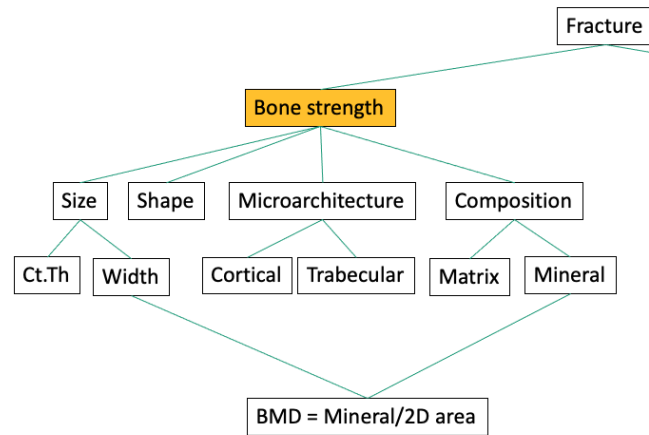 Fracture
Bone strength
Size
Shape
Microarchitecture
Composition
Ct.Th
Width
Cortical
Trabecular
Matrix
Mineral
BMD = Mineral/2D area